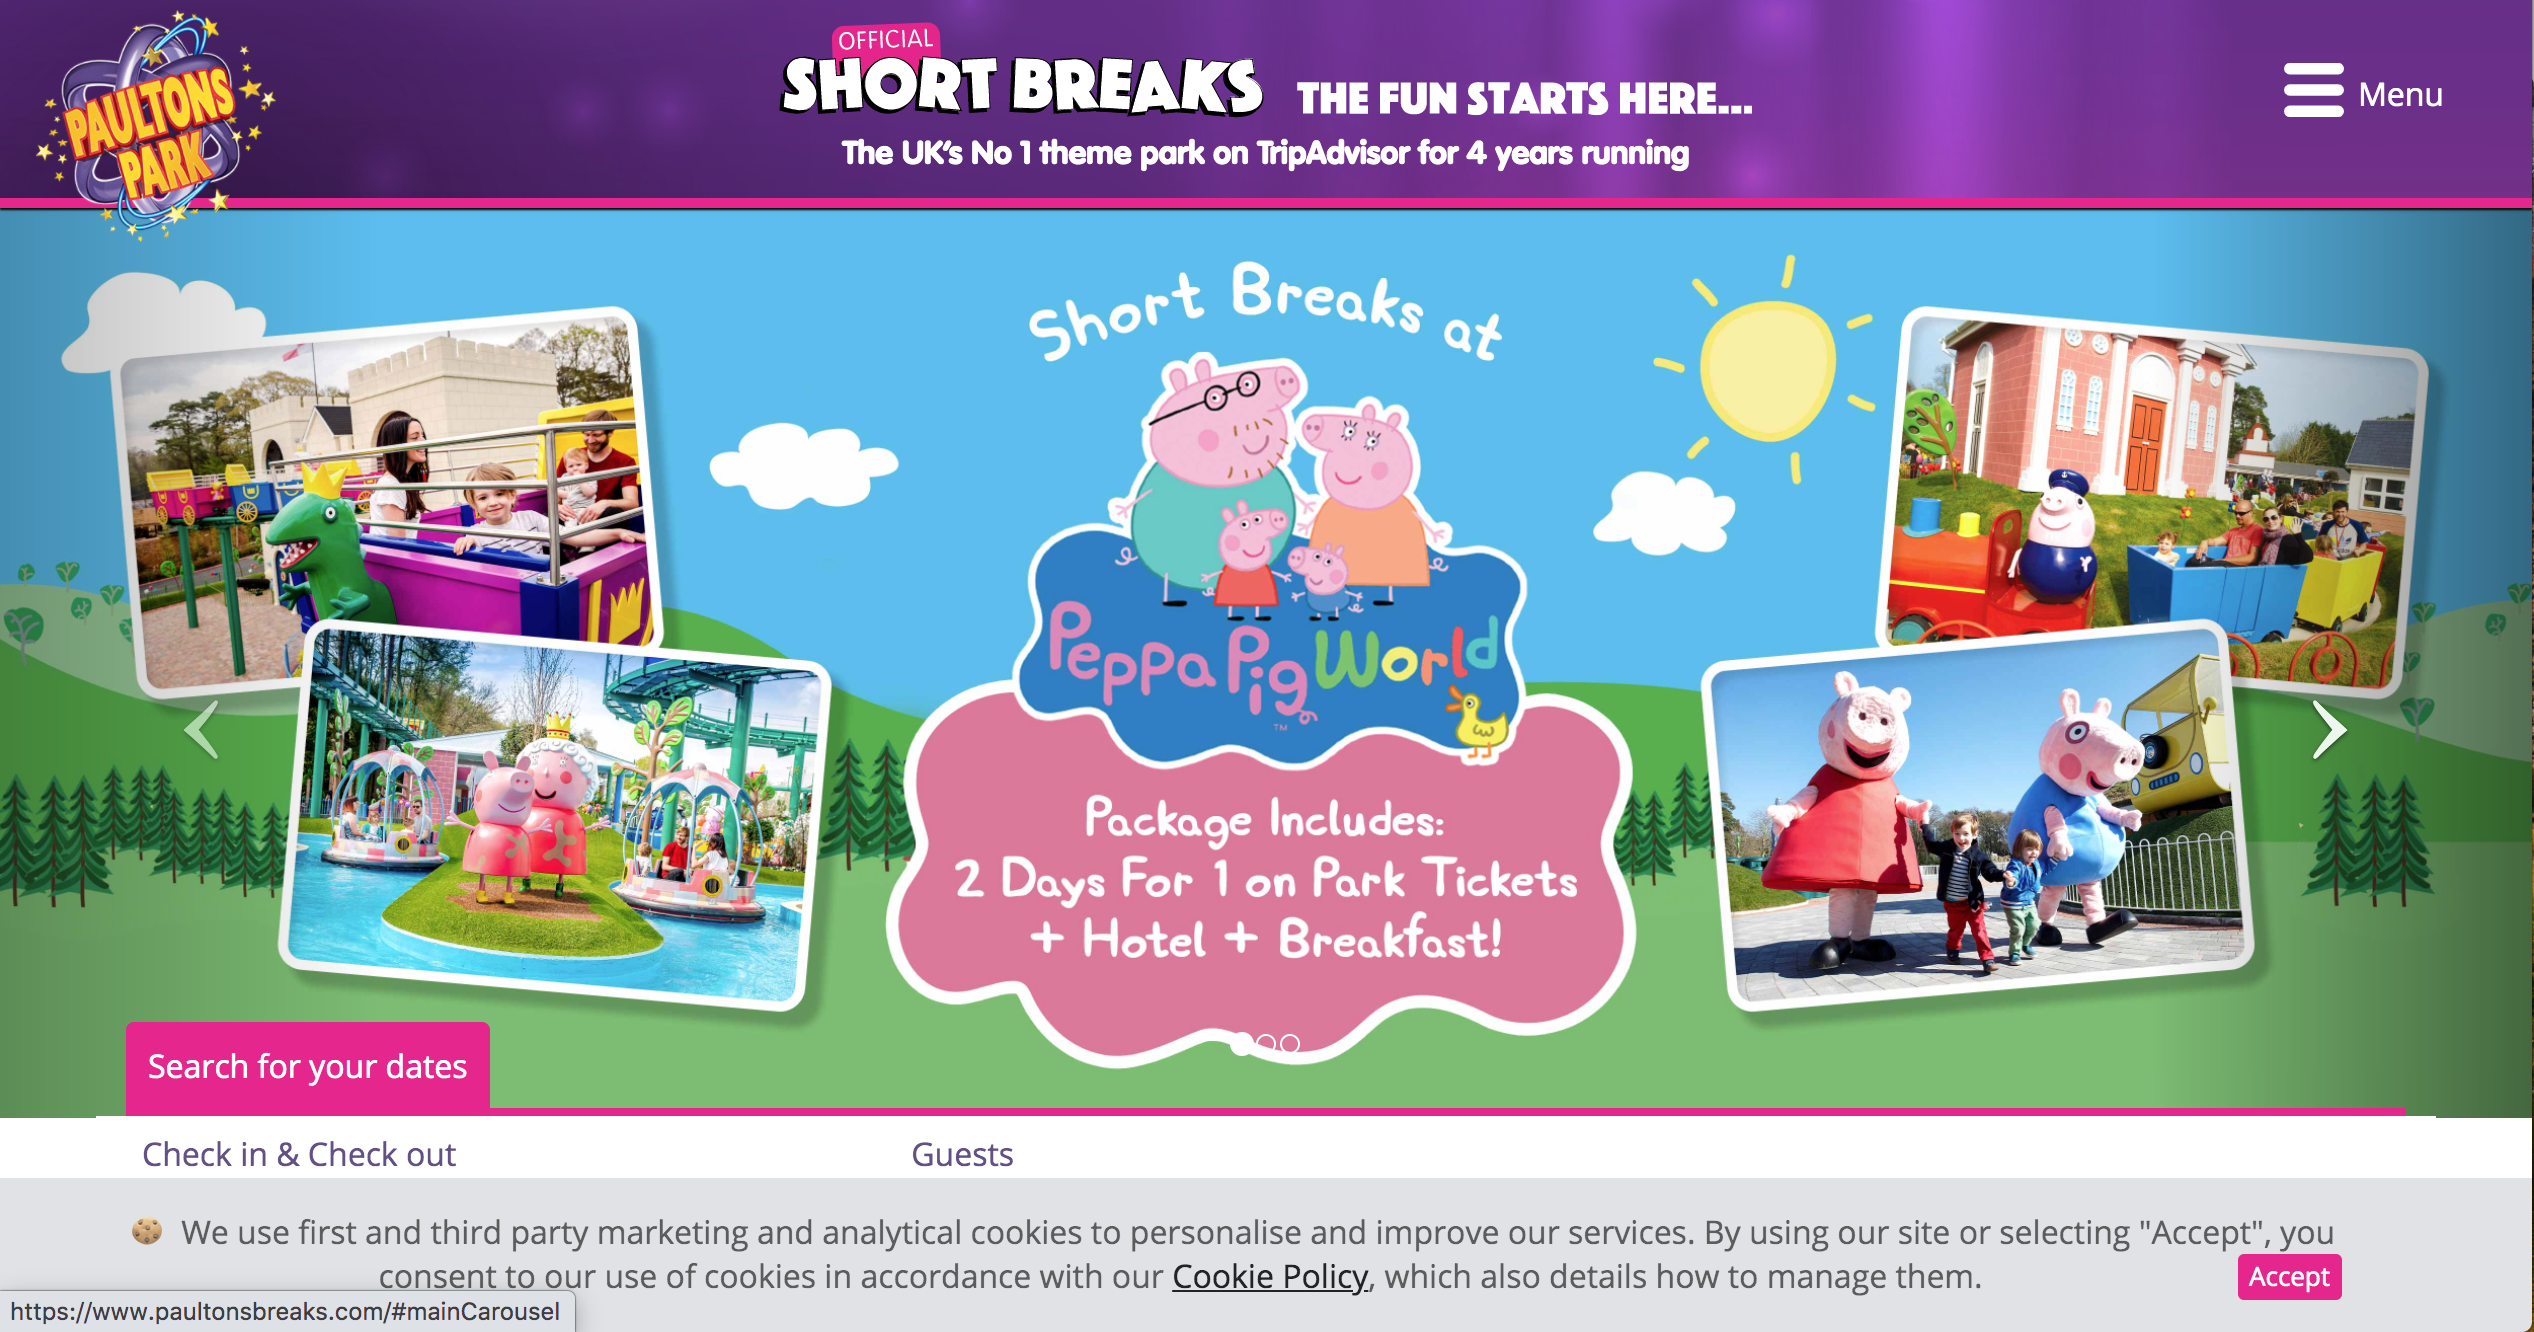 PAULTONS
PARK
OFFICIAL
SHORT BREAKS
THE FUN STARTS HERE...
The UK's No 1 theme park on TripAdvisor for 4 years running
Menu
Short Breaks at
Peppa Pig World
™
Package Includes:
2 Days For 1 on Park Tickets
+ Hotel + Breakfast!
Search for your dates
Check in & Check out
Guests
We use first and third party marketing and analytical cookies to personalise and improve our services. By using our site or selecting "Accept", you
consent to our use of cookies in accordance with our Cookie Policy, which also details how to manage them.
Accept
https://www.paultonsbreaks.com/#mainCarousel